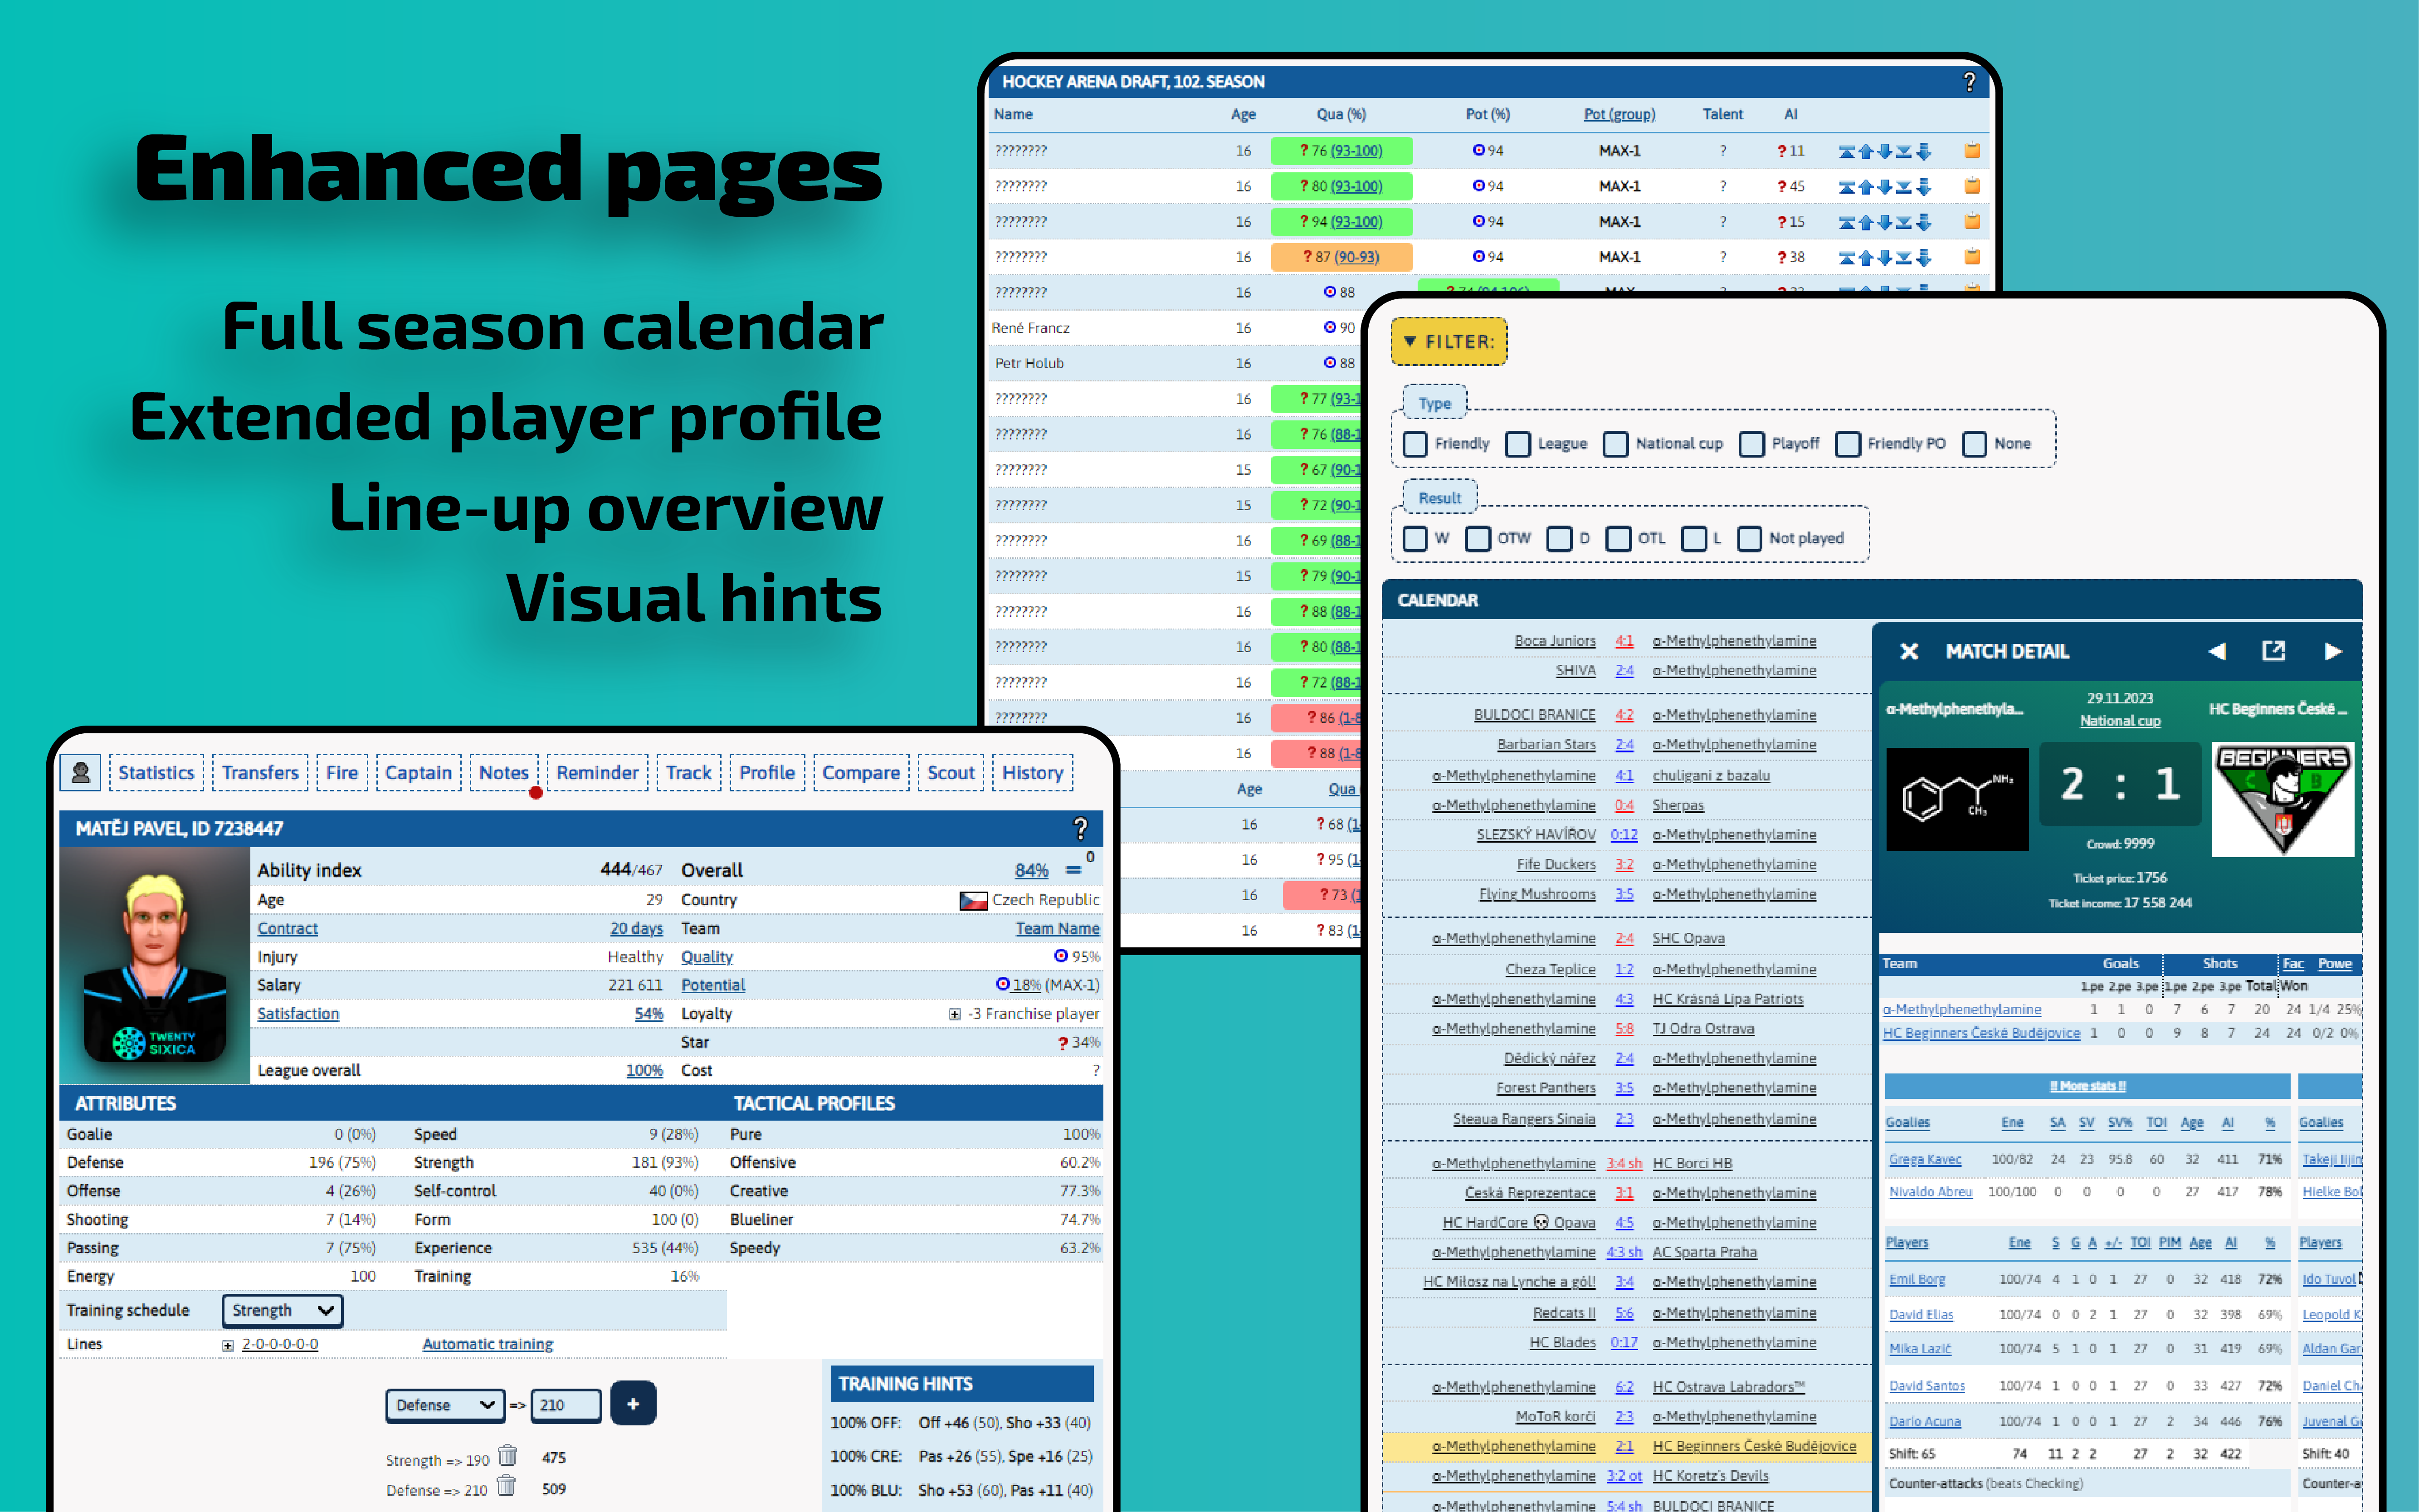 Enhanced pages
Full season calendar
Extended player profile
Line-up overview
Visual hints
HOCKEY ARENA DRAFT, 102. SEASON ?
Name Age Qua (%) Pot (%) Pot (group) Talent AI
???????? 16 ? 76 (93-100) 94 MAX-1 ? ? 11
???????? 16 ? 80 (93-100) 94 MAX-1 ? ? 45
???????? 16 ? 94 (93-100) 94 MAX-1 ? ? 15
???????? 16 ? 87 (90-93) 94 MAX-1 ? ? 38
???????? 16 88
René Francz 16 90
Petr Holub 16 88
???????? 16 ? 77 (93-1
???????? 16 ? 76 (88-1
???????? 15 ? 67 (90-1
???????? 15 ? 72 (90-1
???????? 16 ? 69 (88-1
???????? 15 ? 79 (90-1
???????? 16 ? 88 (88-1
???????? 16 ? 80 (88-1
???????? 16 ? 72 (88-1
???????? 16 ? 86 (1-8
16 ? 88 (1-8
Age Qua
16 ? 68 (1-
16 ? 95 (1-
16 ? 73 (1
16 ? 83 (1-
▼ FILTER:
Type
Friendly League National cup Playoff Friendly PO None
Result
W OTW D OTL L Not played
CALENDAR
Boca Juniors 4:1 α-Methylphenethylamine
SHIVA 2:4 α-Methylphenethylamine
BULDOCI BRANICE 4:2 α-Methylphenethylamine
Barbarian Stars 2:4 α-Methylphenethylamine
α-Methylphenethylamine 4:1 chuligani z bazalu
α-Methylphenethylamine 0:4 Sherpas
SLEZSKÝ HAVÍŘOV 0:12 α-Methylphenethylamine
Fife Duckers 3:2 α-Methylphenethylamine
Flying Mushrooms 3:5 α-Methylphenethylamine
α-Methylphenethylamine 2:4 SHC Opava
Cheza Teplice 1:2 α-Methylphenethylamine
α-Methylphenethylamine 4:3 HC Krásná Lípa Patriots
α-Methylphenethylamine 5:8 TJ Odra Ostrava
Dědický nářez 2:4 α-Methylphenethylamine
Forest Panthers 3:5 α-Methylphenethylamine
Steaua Rangers Sinaia 2:3 α-Methylphenethylamine
α-Methylphenethylamine 3:4 sh HC Borci HB
Česká Reprezentace 3:1 α-Methylphenethylamine
HC HardCore 💀 Opava 4:5 α-Methylphenethylamine
α-Methylphenethylamine 4:3 sh AC Sparta Praha
HC Miłosz na Lynche a gól! 3:4 α-Methylphenethylamine
Redcats II 5:6 α-Methylphenethylamine
HC Blades 0:17 α-Methylphenethylamine
α-Methylphenethylamine 6:2 HC Ostrava Labradors™
MoToR korči 2:3 α-Methylphenethylamine
α-Methylphenethylamine 2:1 HC Beginners České Budějovice
α-Methylphenethylamine 3:2 ot HC Koretz's Devils
α-Methylphenethylamine 5:4 sh BULDOCI BRANICE
✕ MATCH DETAIL ◀ ▶
α-Methylphenethyla... 29.11.2023 HC Beginners České ...
National cup
NH₂
CH₃
2 : 1
BEGINNERS
C B
Crowd: 9999
Ticket price: 1756
Ticket income: 17 558 244
Team Goals Shots Fac Powe
1.pe 2.pe 3.pe 1.pe 2.pe 3.pe Total Won
α-Methylphenethylamine 1 1 0 7 6 7 20 24 1/4 25%
HC Beginners České Budějovice 1 0 0 9 8 7 24 24 0/2 0%
!! More stats !!
Goalies Ene SA SV SV% TOI Age AI % Goalies
Grega Kavec 100/82 24 23 95.8 60 32 411 71% Takeji Iijin
Nivaldo Abreu 100/100 0 0 0 0 27 417 78% Hielke Bo
Players Ene S G A +/- TOI PIM Age AI % Players
Emil Borg 100/74 4 1 0 1 27 0 32 418 72% Ido Tuvol
David Elias 100/74 0 0 2 1 27 0 32 398 69% Leopold K
Mika Lazič 100/74 5 1 0 1 27 0 31 419 69% Aldan Gar
David Santos 100/74 1 0 0 1 27 0 33 427 72% Daniel Ch
Dario Acuna 100/74 1 0 0 1 27 2 34 446 76% Juvenal G
Shift: 65 74 11 2 2 27 2 32 422 Shift: 40
Counter-attacks (beats Checking) Counter-a
Statistics Transfers Fire Captain Notes Reminder Track Profile Compare Scout History
MATĚJ PAVEL, ID 7238447 ?
TWENTY
SIXICA
Ability index 444/467 Overall 84% = 0
Age 29 Country Czech Republic
Contract 20 days Team Team Name
Injury Healthy Quality 95%
Salary 221 611 Potential 18% (MAX-1)
Satisfaction 54% Loyalty -3 Franchise player
Star ? 34%
League overall 100% Cost ?
ATTRIBUTES TACTICAL PROFILES
Goalie 0 (0%) Speed 9 (28%) Pure 100%
Defense 196 (75%) Strength 181 (93%) Offensive 60.2%
Offense 4 (26%) Self-control 40 (0%) Creative 77.3%
Shooting 7 (14%) Form 100 (0) Blueliner 74.7%
Passing 7 (75%) Experience 535 (44%) Speedy 63.2%
Energy 100 Training 16%
Training schedule Strength
Lines 2-0-0-0-0-0 Automatic training
Defense => 210 +
Strength => 190 475
Defense => 210 509
TRAINING HINTS
100% OFF: Off +46 (50), Sho +33 (40)
100% CRE: Pas +26 (55), Spe +16 (25)
100% BLU: Sho +53 (60), Pas +11 (40)